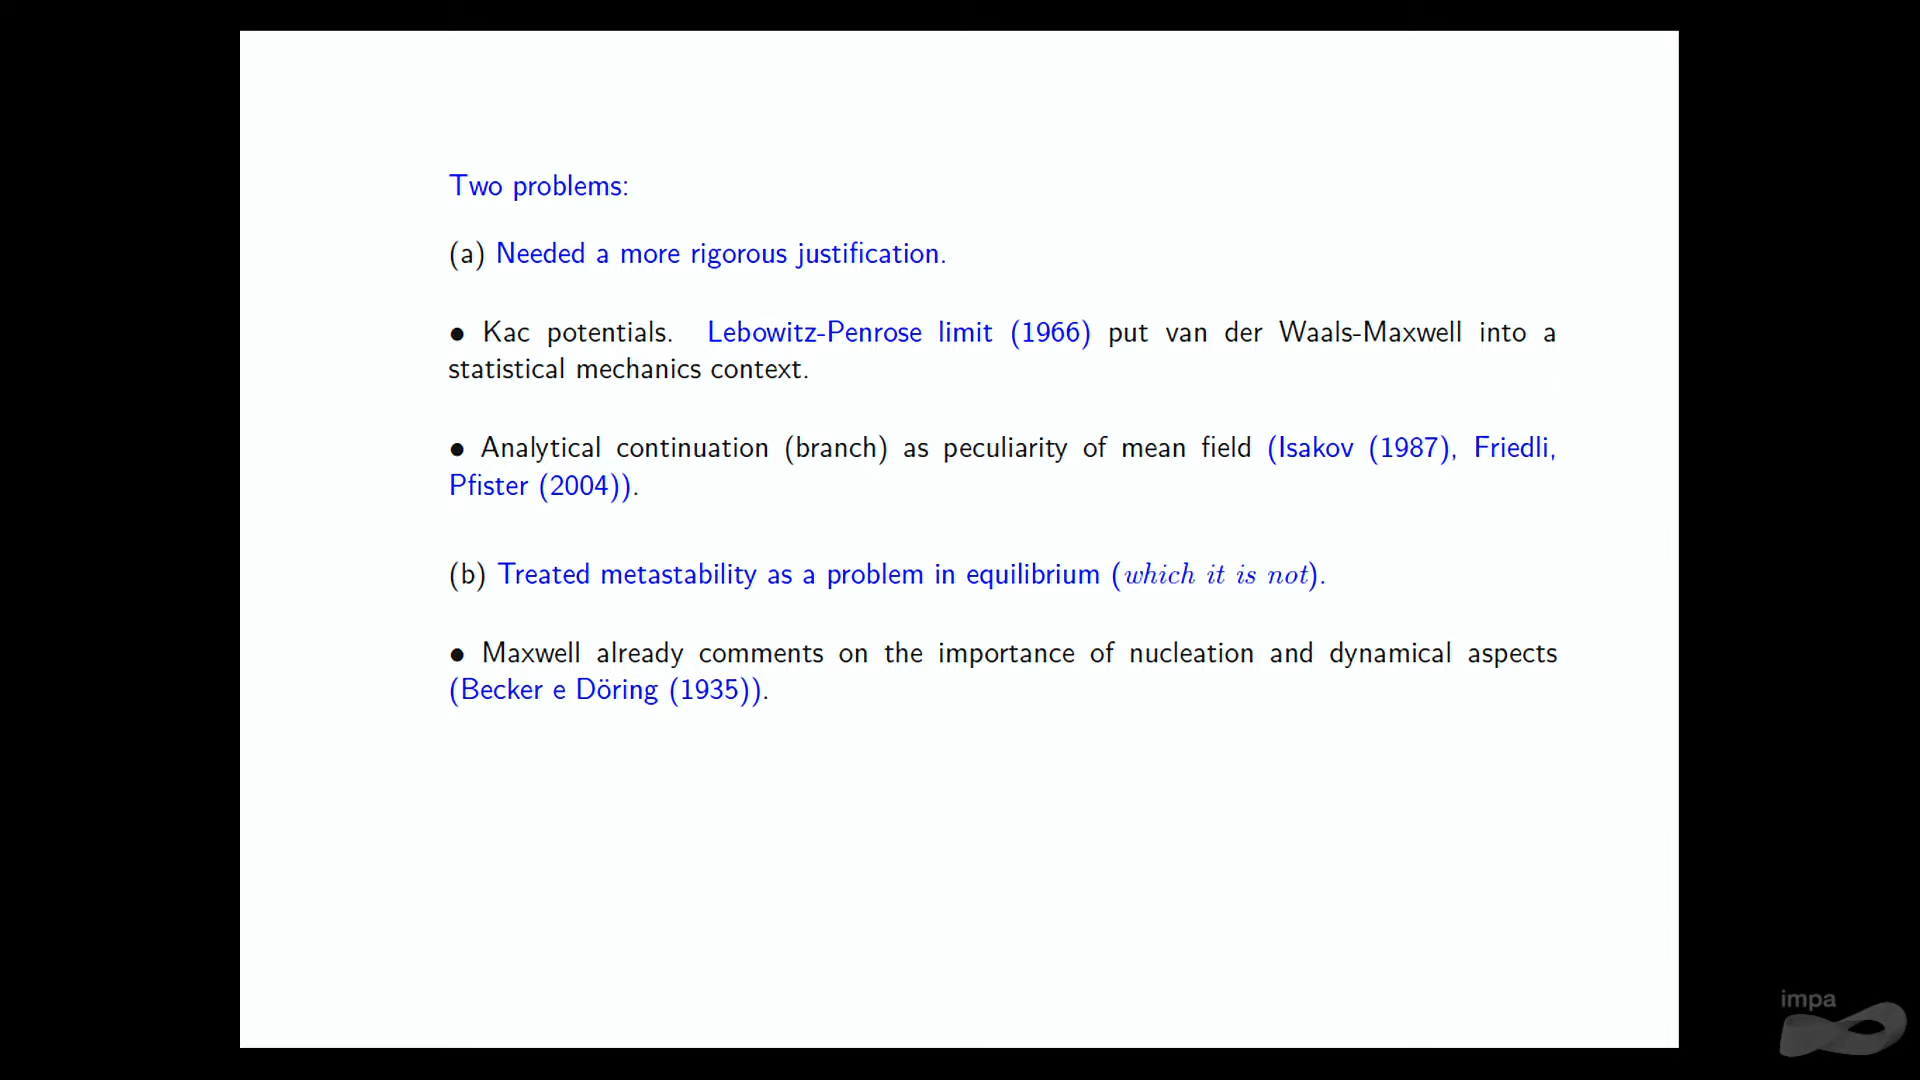 Two problems:
(a) Needed a more rigorous justification.
• Kac potentials. Lebowitz-Penrose limit (1966) put van der Waals-Maxwell into a
statistical mechanics context.
• Analytical continuation (branch) as peculiarity of mean field (Isakov (1987), Friedli,
Pfister (2004)).
(b) Treated metastability as a problem in equilibrium (which it is not).
• Maxwell already comments on the importance of nucleation and dynamical aspects
(Becker e Döring (1935)).
impa